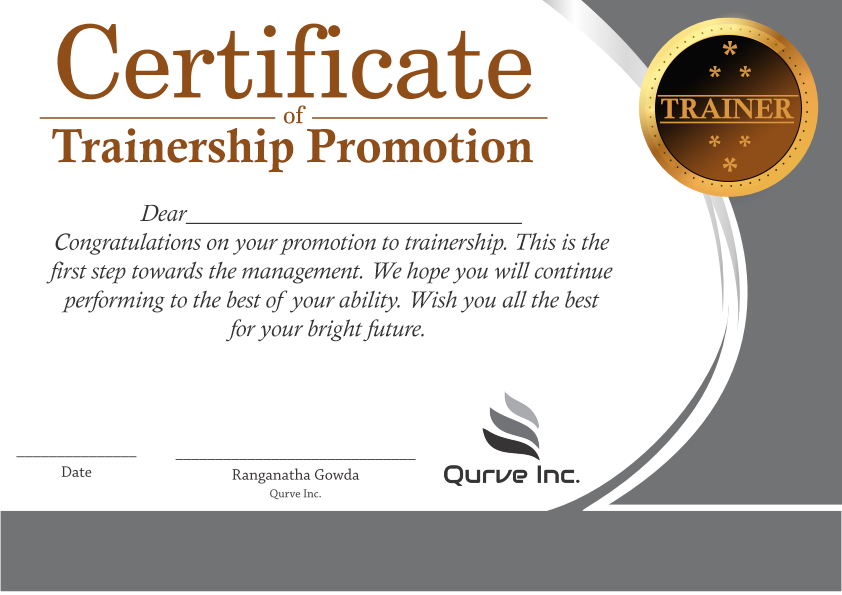 Certificate
of
Trainership Promotion
TRAINER
Dear____________________________
Congratulations on your promotion to trainership. This is the
first step towards the management. We hope you will continue
performing to the best of your ability. Wish you all the best
for your bright future.
Date
Ranganatha Gowda
Qurve Inc.
Qurve Inc.